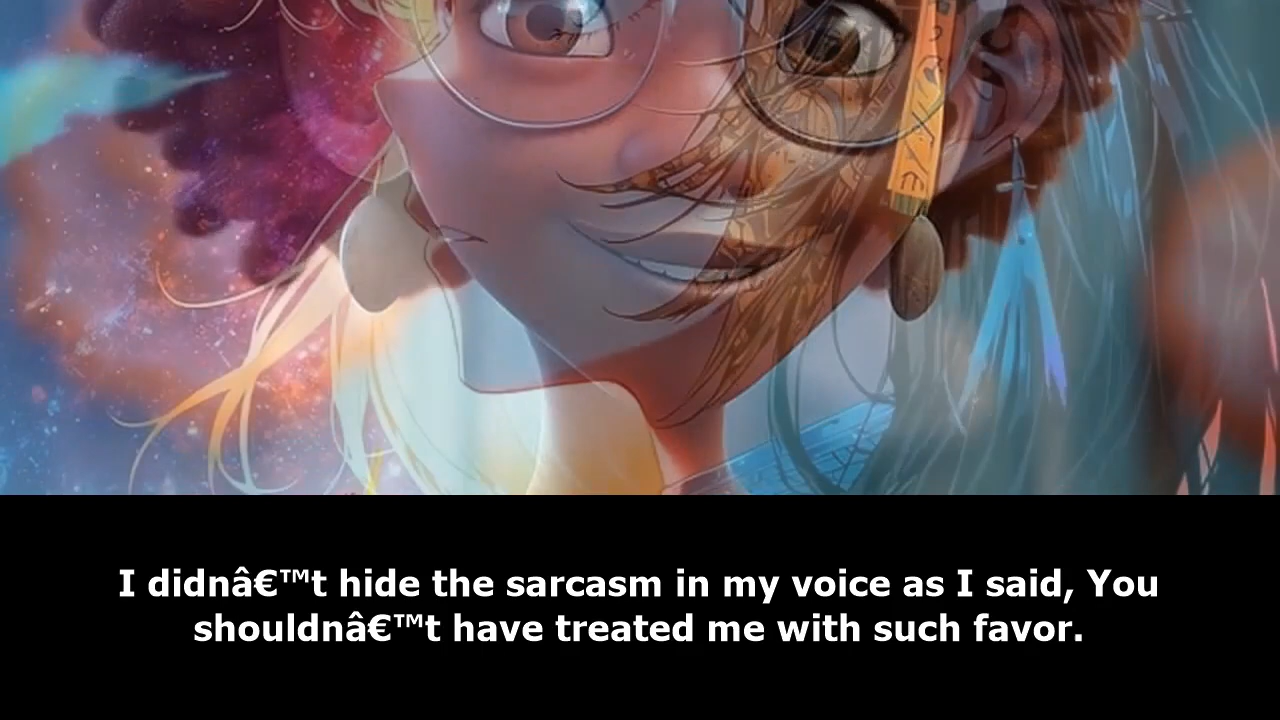 I didnâ€™t hide the sarcasm in my voice as I said, You
shouldnâ€™t have treated me with such favor.